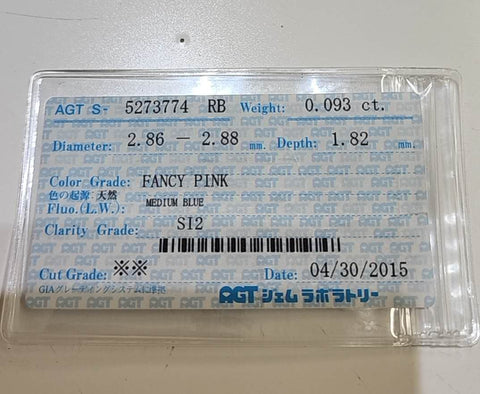 AGT S- 5273774 RB Weight: 0.093 ct.
Diameter: 2.86 — 2.88 mm. Depth: 1.82 mm.
Color Grade: FANCY PINK
色の起源:天然
Fluo.(L.W.): MEDIUM BLUE
Clarity Grade: SI2
Cut Grade: ※※ Date: 04/30/2015
GIAグレーディングシステムに準拠
AGT ジェム ラボラトリー